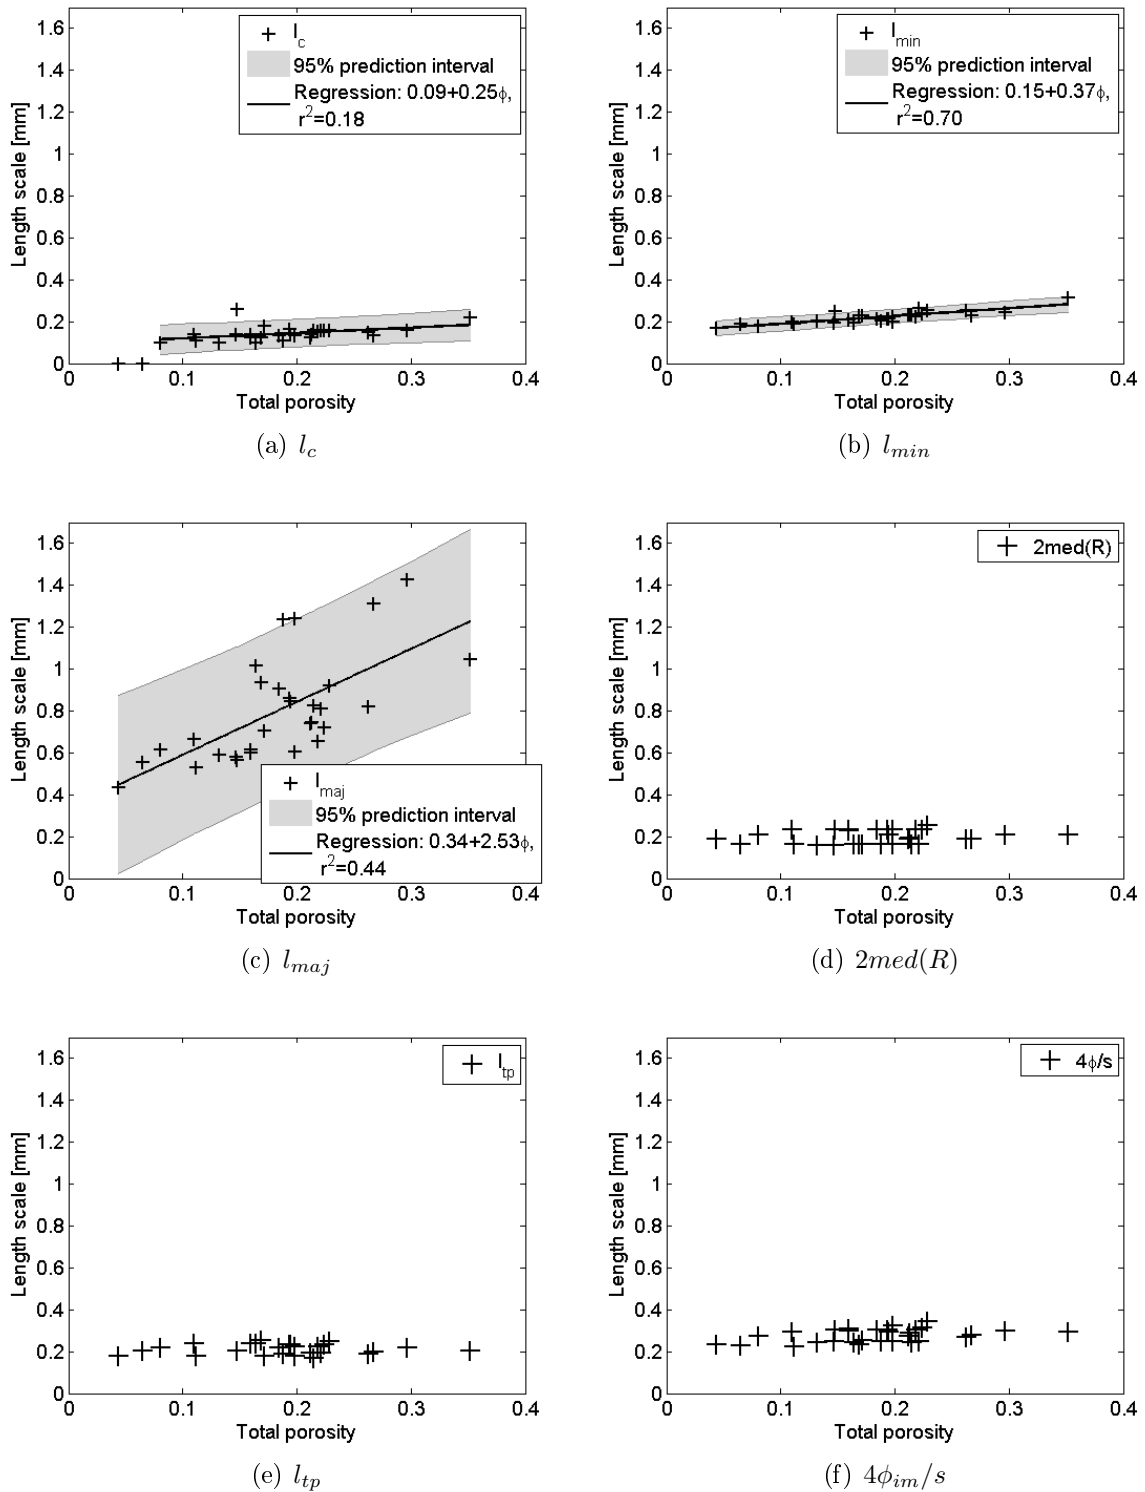 1.6
1.4
1.2
1
0.8
0.6
0.4
0.2
0
Length scale [mm]
l_c
95% prediction interval
Regression: 0.09+0.25ϕ,
r²=0.18
0 0.1 0.2 0.3 0.4
Total porosity
(a) l_c
1.6
1.4
1.2
1
0.8
0.6
0.4
0.2
0
Length scale [mm]
l_min
95% prediction interval
Regression: 0.15+0.37ϕ,
r²=0.70
0 0.1 0.2 0.3 0.4
Total porosity
(b) l_min
1.6
1.4
1.2
1
0.8
0.6
0.4
0.2
0
Length scale [mm]
l_maj
95% prediction interval
Regression: 0.34+2.53ϕ,
r²=0.44
0 0.1 0.2 0.3 0.4
Total porosity
(c) l_maj
1.6
1.4
1.2
1
0.8
0.6
0.4
0.2
0
Length scale [mm]
2med(R)
0 0.1 0.2 0.3 0.4
Total porosity
(d) 2med(R)
1.6
1.4
1.2
1
0.8
0.6
0.4
0.2
0
Length scale [mm]
l_tp
0 0.1 0.2 0.3 0.4
Total porosity
(e) l_tp
1.6
1.4
1.2
1
0.8
0.6
0.4
0.2
0
Length scale [mm]
4ϕ/s
0 0.1 0.2 0.3 0.4
Total porosity
(f) 4ϕ_im/s